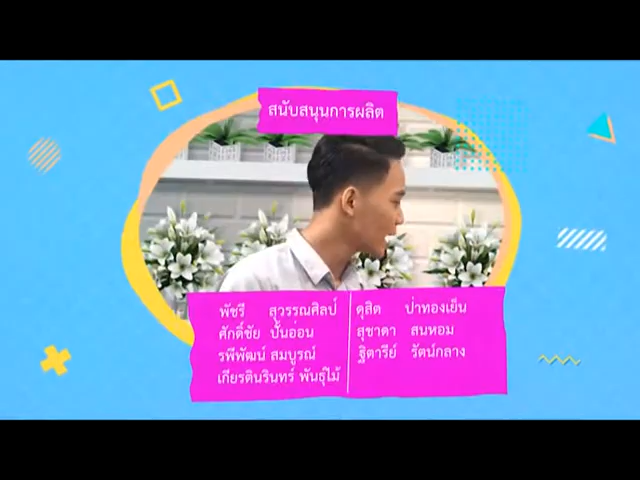 สนับสนุนการผลิต
พัชรี สุวรรณศิลป์
ศักดิ์ชัย ปั้นออน
รพีพัฒน์ สมบูรณ์
เกียรตินรินทร์ พันธุ์ไม้
ดุสิต ป่าทองเย็น
สุชาดา สนหอม
ฐิตารีย์ รัตน์กลาง